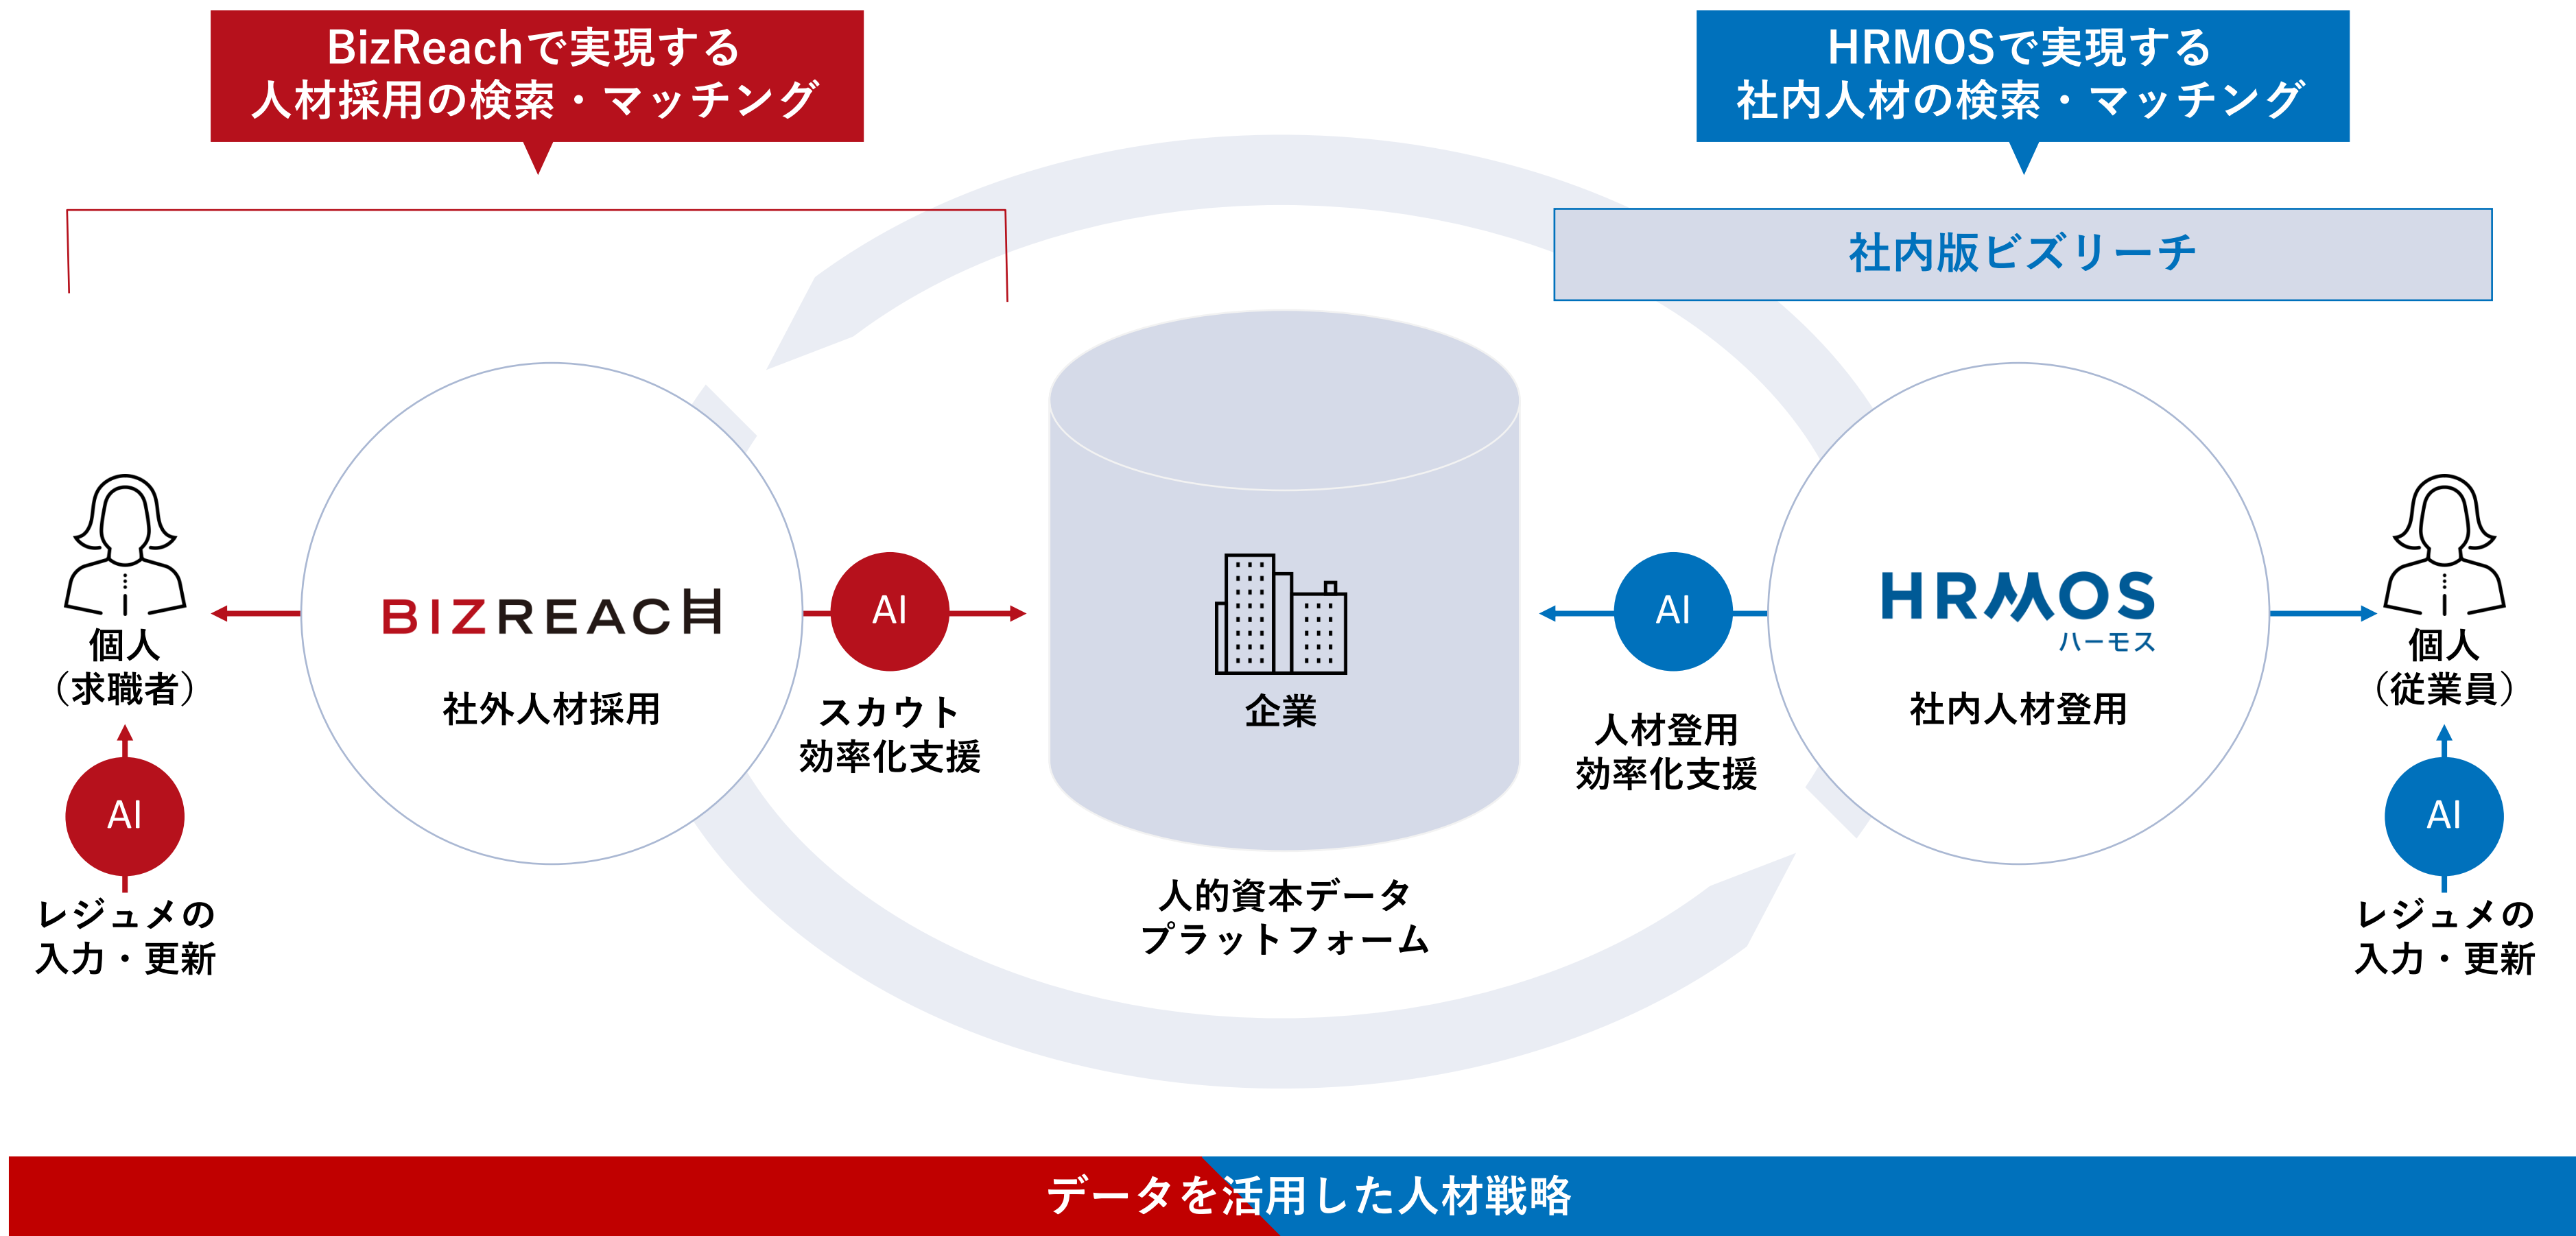 BizReachで実現する
人材採用の検索・マッチング
HRMOSで実現する
社内人材の検索・マッチング
社内版ビズリーチ
個人
（求職者）
AI
レジュメの
入力・更新
BIZREACH
社外人材採用
AI
スカウト
効率化支援
企業
人的資本データ
プラットフォーム
AI
人材登用
効率化支援
HRMOS
ハーモス
社内人材登用
個人
（従業員）
AI
レジュメの
入力・更新
データを活用した人材戦略